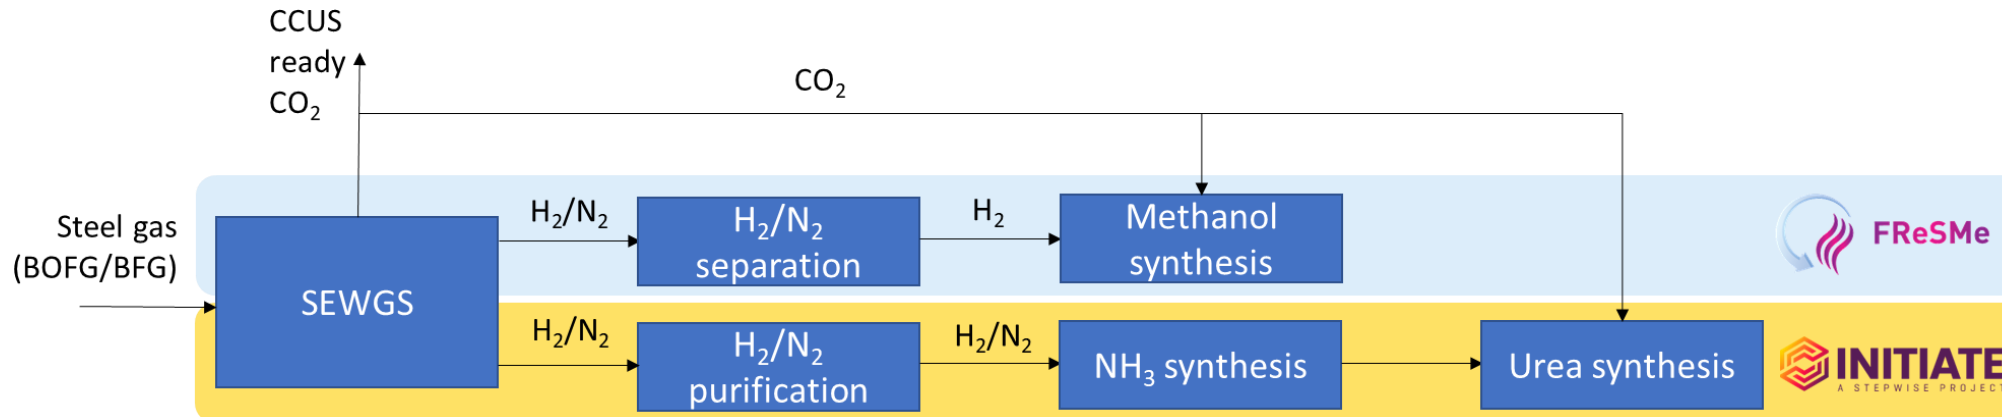 CCUS
ready
CO₂
CO₂
Steel gas
(BOFG/BFG)
SEWGS
H₂/N₂
H₂/N₂
separation
H₂
Methanol
synthesis
FReSMe
H₂/N₂
H₂/N₂
purification
H₂/N₂
NH₃ synthesis
Urea synthesis
INITIATE
A STEPWISE PROJECT